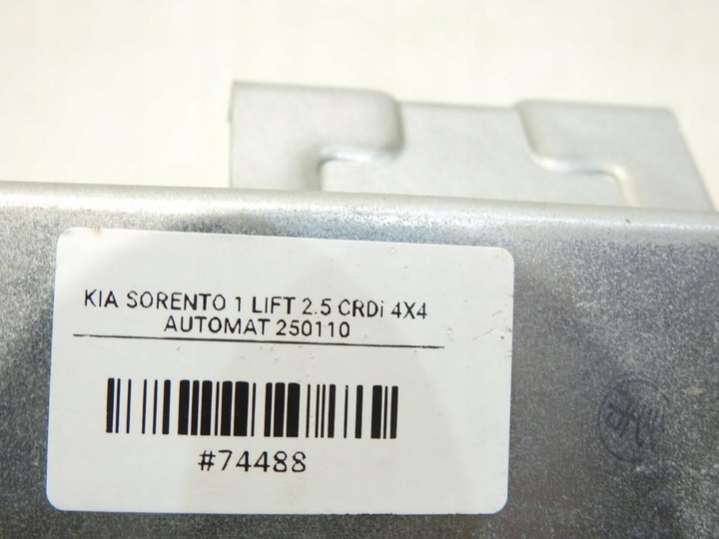 KIA SORENTO 1 LIFT 2.5 CRDi 4X4
AUTOMAT 250110
#74488